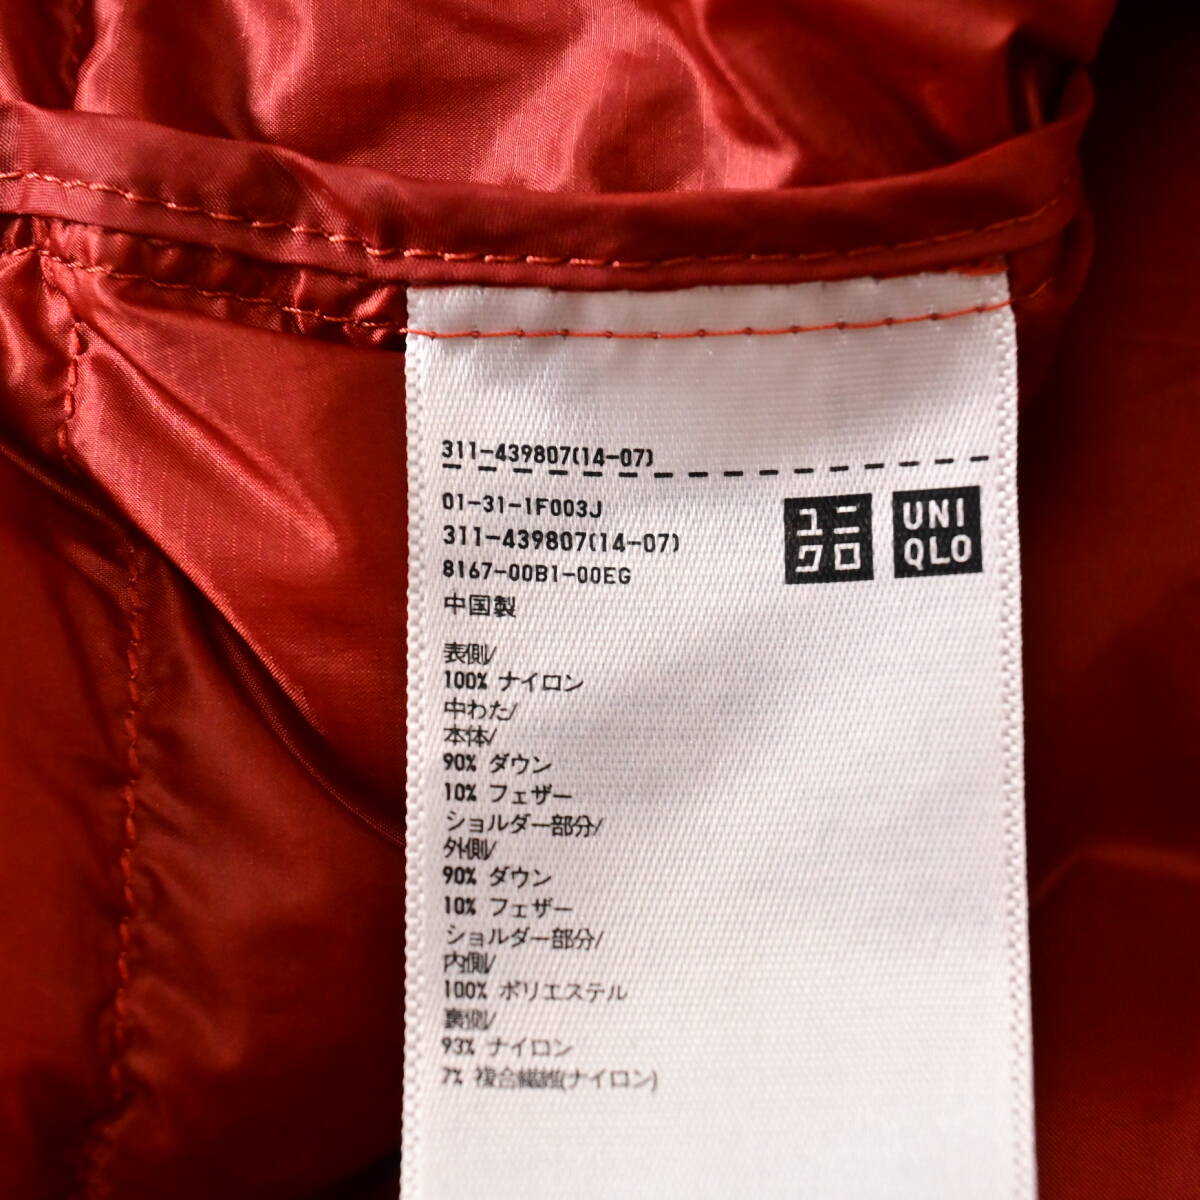 311-439807(14-07)
01-31-1F003J
311-439807(14-07)
8167-00B1-00EG
中国製
ユニ
クロ
UNI
QLO
表側/
100% ナイロン
中わた/
本体/
90% ダウン
10% フェザー
ショルダー部分/
外側/
90% ダウン
10% フェザー
ショルダー部分/
内側/
100% ポリエステル
裏側/
93% ナイロン
7% 複合繊維(ナイロン)